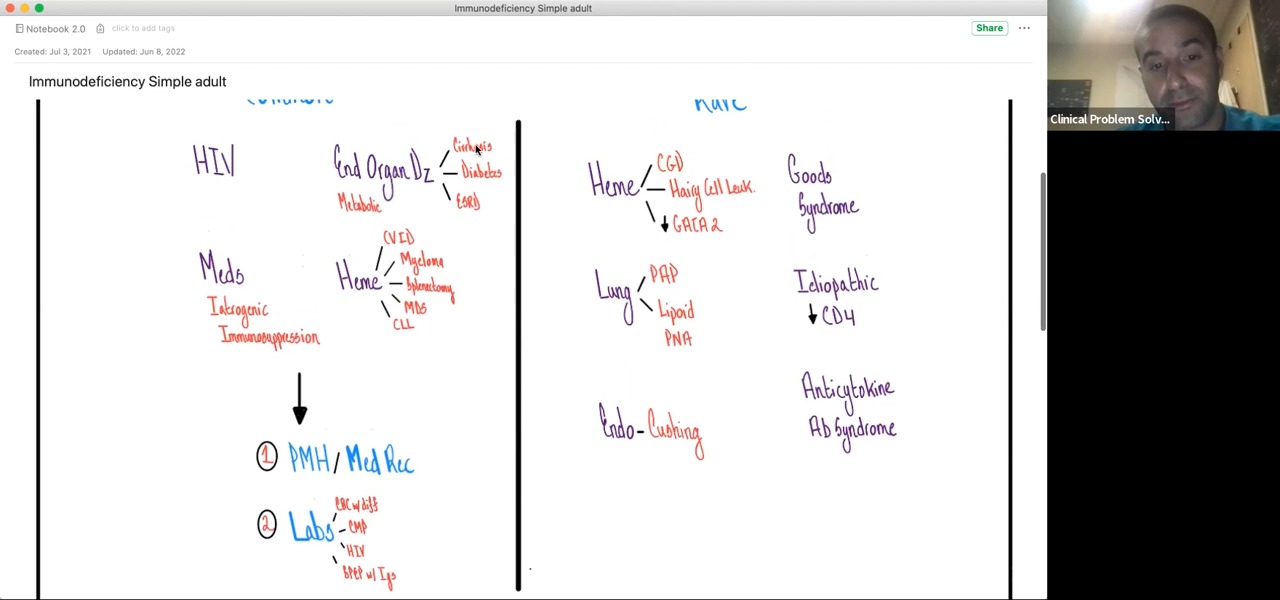 Immunodeficiency Simple adult
Notebook 2.0
click to add tags
Share
Created: Jul 3, 2021
Updated: Jun 8, 2022
Immunodeficiency Simple adult
Common
Rare
HIV
End Organ Dz
Metabolic
Cirrhosis
Diabetes
ESRD
Meds
Iatrogenic
Immunosuppression
Heme
CVID
Myeloma
Splenectomy
MDS
CLL
① PMH / Med Rec
② Labs
CBC w/ diff
CMP
HIV
SPEP w/ Igs
Heme
CGD
Hairy Cell Leuk.
GATA 2
Lung
PAP
Lipoid
PNA
Endo - Cushing
Goods
Syndrome
Idiopathic
CD4
Anticytokine
Ab Syndrome
Clinical Problem Solv...